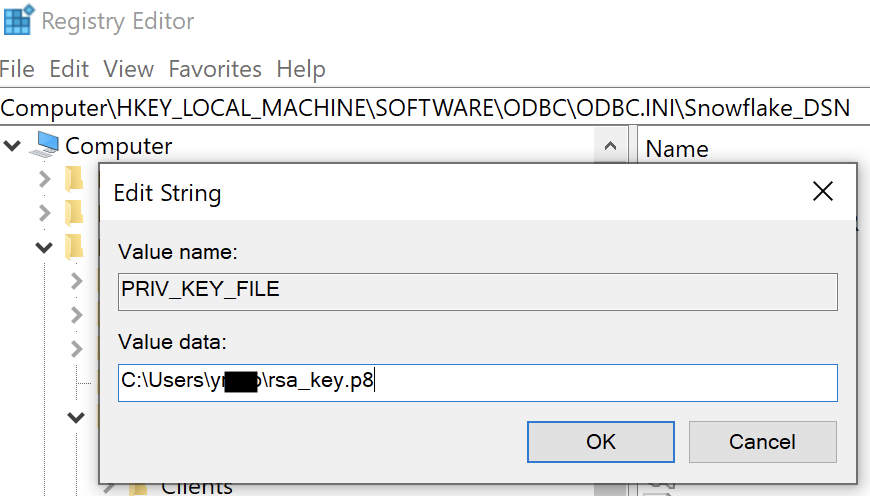 Registry Editor
File Edit View Favorites Help
Computer\HKEY_LOCAL_MACHINE\SOFTWARE\ODBC\ODBC.INI\Snowflake_DSN
Computer
Name
Edit String
Value name:
PRIV_KEY_FILE
Value data:
\rsa_key.p8
OK Cancel
Clients